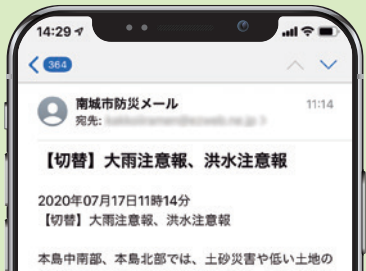 14:29
364
南城市防災メール
11:14
宛先:
【切替】大雨注意報、洪水注意報
2020年07月17日11時14分
【切替】大雨注意報、洪水注意報
本島中南部、本島北部では、土砂災害や低い土地の